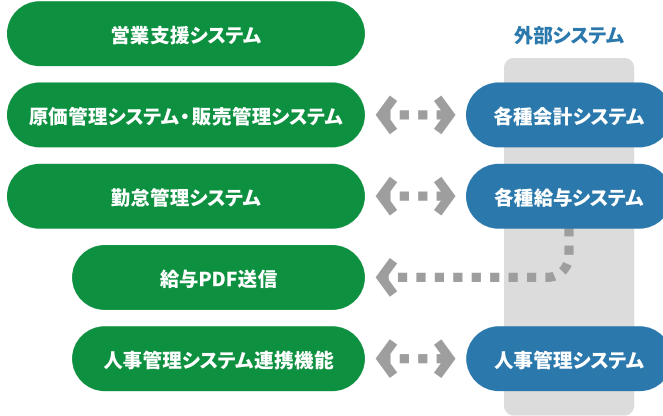 営業支援システム
外部システム
原価管理システム・販売管理システム
各種会計システム
勤怠管理システム
各種給与システム
給与PDF送信
人事管理システム連携機能
人事管理システム